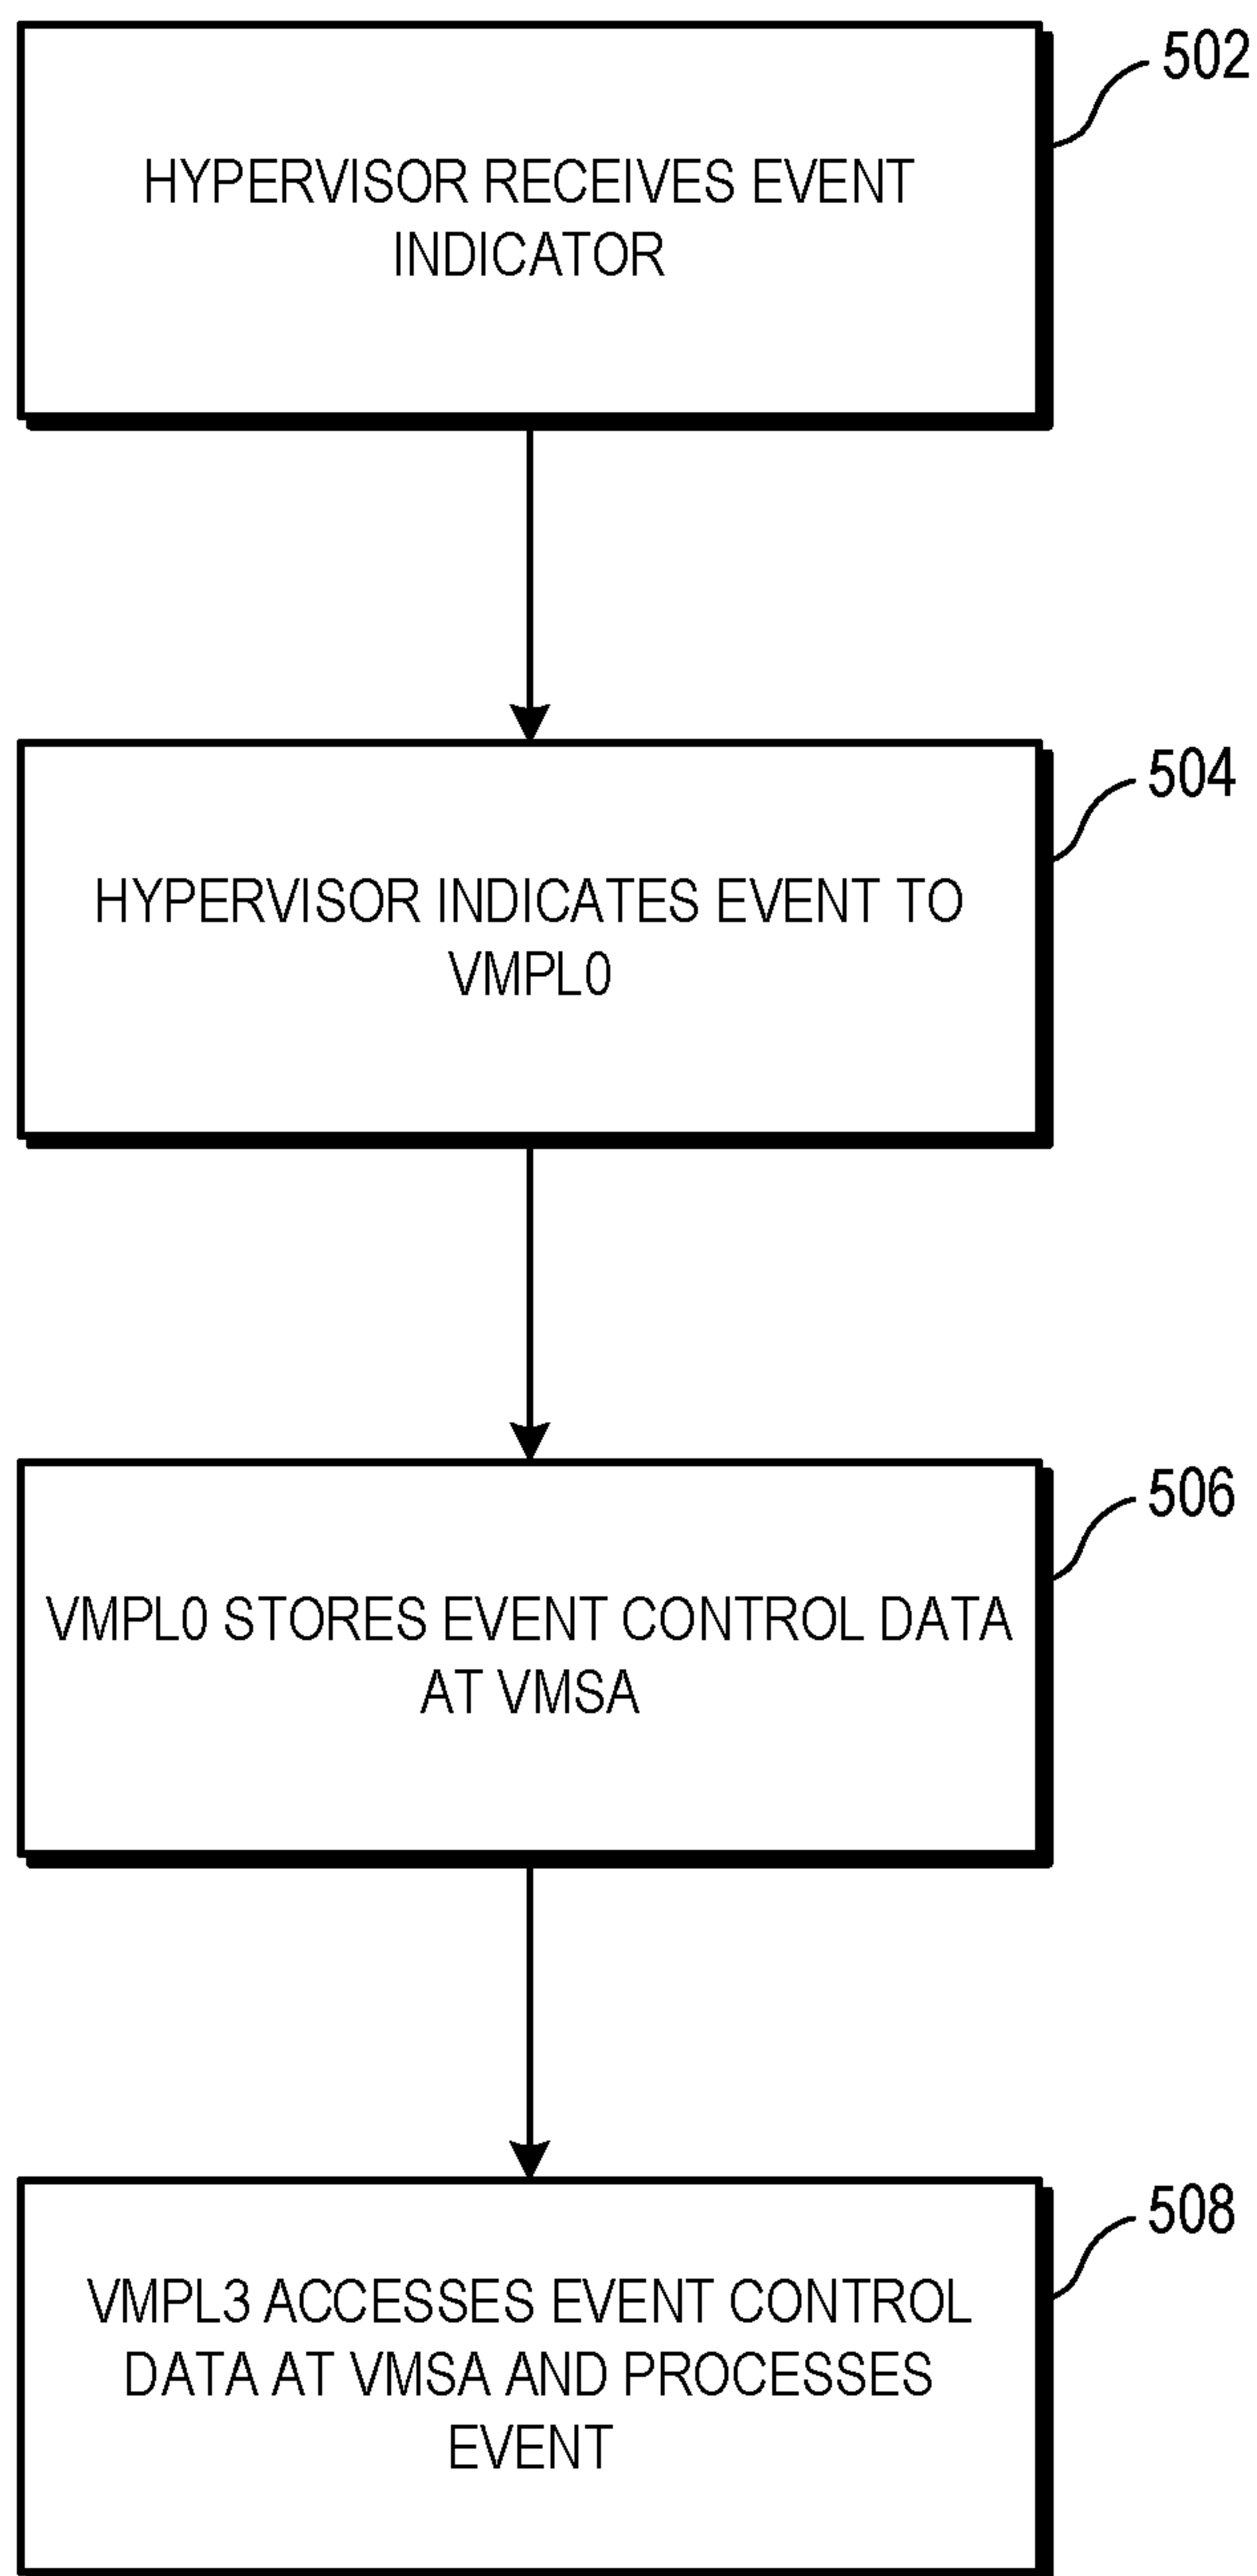 502
HYPERVISOR RECEIVES EVENT
INDICATOR
504
HYPERVISOR INDICATES EVENT TO
VMPL0
506
VMPL0 STORES EVENT CONTROL DATA
AT VMSA
508
VMPL3 ACCESSES EVENT CONTROL
DATA AT VMSA AND PROCESSES
EVENT